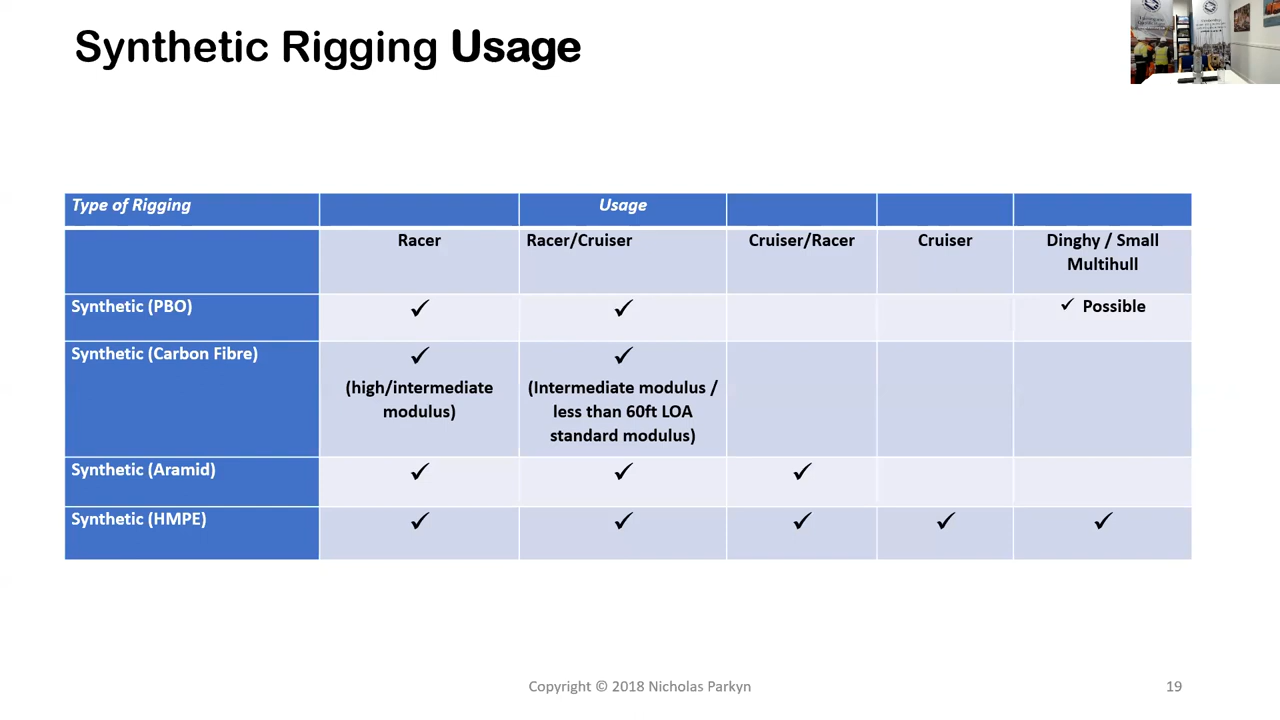 Synthetic Rigging Usage
Type of Rigging Usage
Racer Racer/Cruiser Cruiser/Racer Cruiser Dinghy / Small
Multihull
Synthetic (PBO) ✓ ✓ ✓ Possible
Synthetic (Carbon Fibre) ✓ ✓
(high/intermediate
modulus)
(Intermediate modulus /
less than 60ft LOA
standard modulus)
Synthetic (Aramid) ✓ ✓ ✓
Synthetic (HMPE) ✓ ✓ ✓ ✓ ✓
Copyright © 2018 Nicholas Parkyn 19